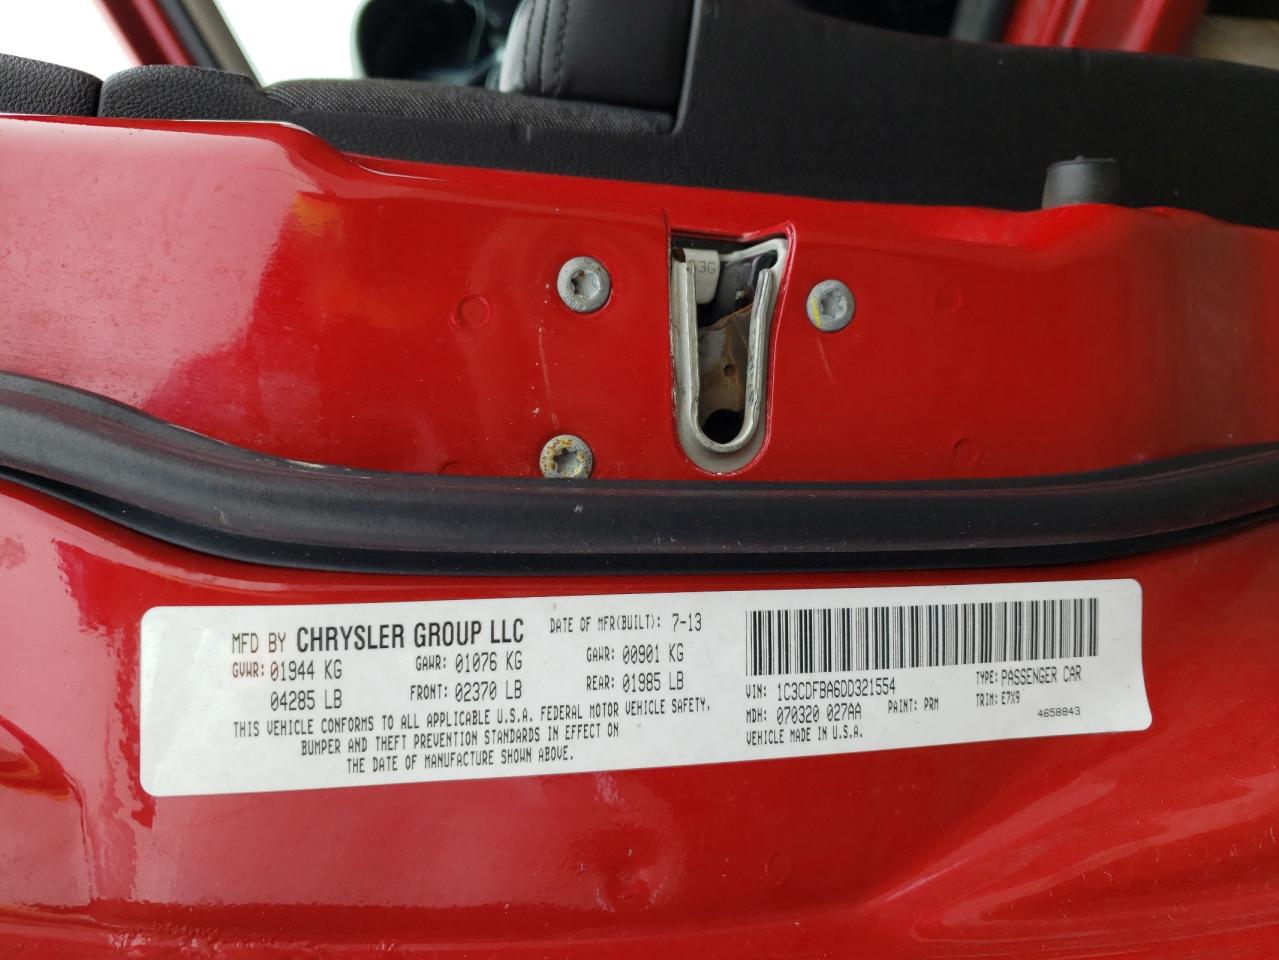 53G
MFD BY CHRYSLER GROUP LLC DATE OF MFR(BUILT): 7-13
GVWR: 01944 KG GAWR: 01076 KG GAWR: 00901 KG
04285 LB FRONT: 02370 LB REAR: 01985 LB
THIS VEHICLE CONFORMS TO ALL APPLICABLE U.S.A. FEDERAL MOTOR VEHICLE SAFETY,
BUMPER AND THEFT PREVENTION STANDARDS IN EFFECT ON
THE DATE OF MANUFACTURE SHOWN ABOVE.
VIN: 1C3CDFBA6DD321554 TYPE: PASSENGER CAR
MDH: 070320 027AA PAINT: PRM TRIM: E7X9
VEHICLE MADE IN U.S.A. 4658843